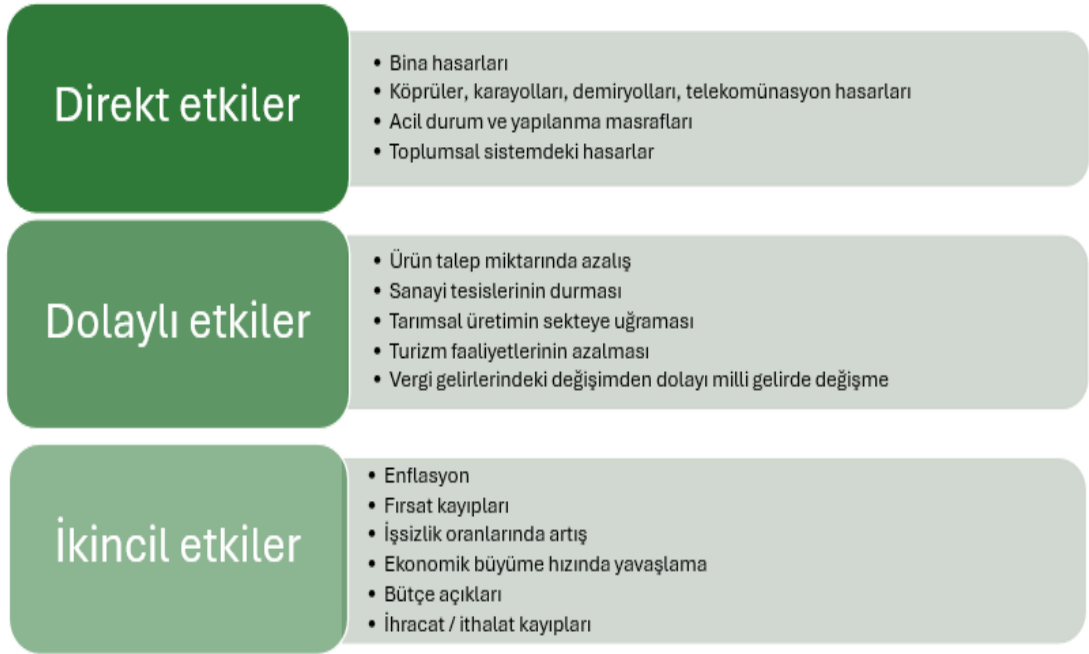 Direkt etkiler
• Bina hasarları
• Köprüler, karayolları, demiryolları, telekomünasyon hasarları
• Acil durum ve yapılanma masrafları
• Toplumsal sistemdeki hasarlar
Dolaylı etkiler
• Ürün talep miktarında azalış
• Sanayi tesislerinin durması
• Tarımsal üretimin sekteye uğraması
• Turizm faaliyetlerinin azalması
• Vergi gelirlerindeki değişimden dolayı milli gelirde değişme
İkincil etkiler
• Enflasyon
• Fırsat kayıpları
• İşsizlik oranlarında artış
• Ekonomik büyüme hızında yavaşlama
• Bütçe açıkları
• İhracat / ithalat kayıpları